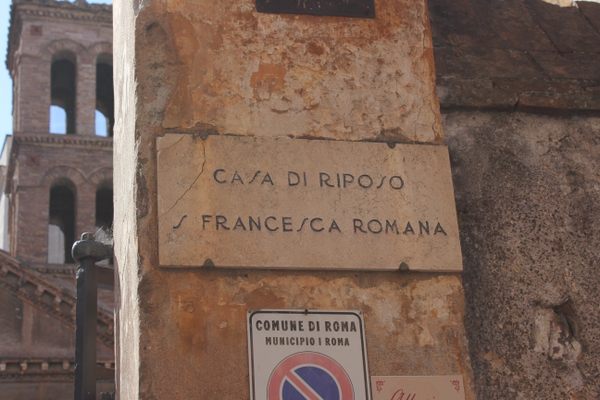 CASA DI RIPOSO
S FRANCESCA ROMANA
COMUNE DI ROMA
MUNICIPIO I ROMA